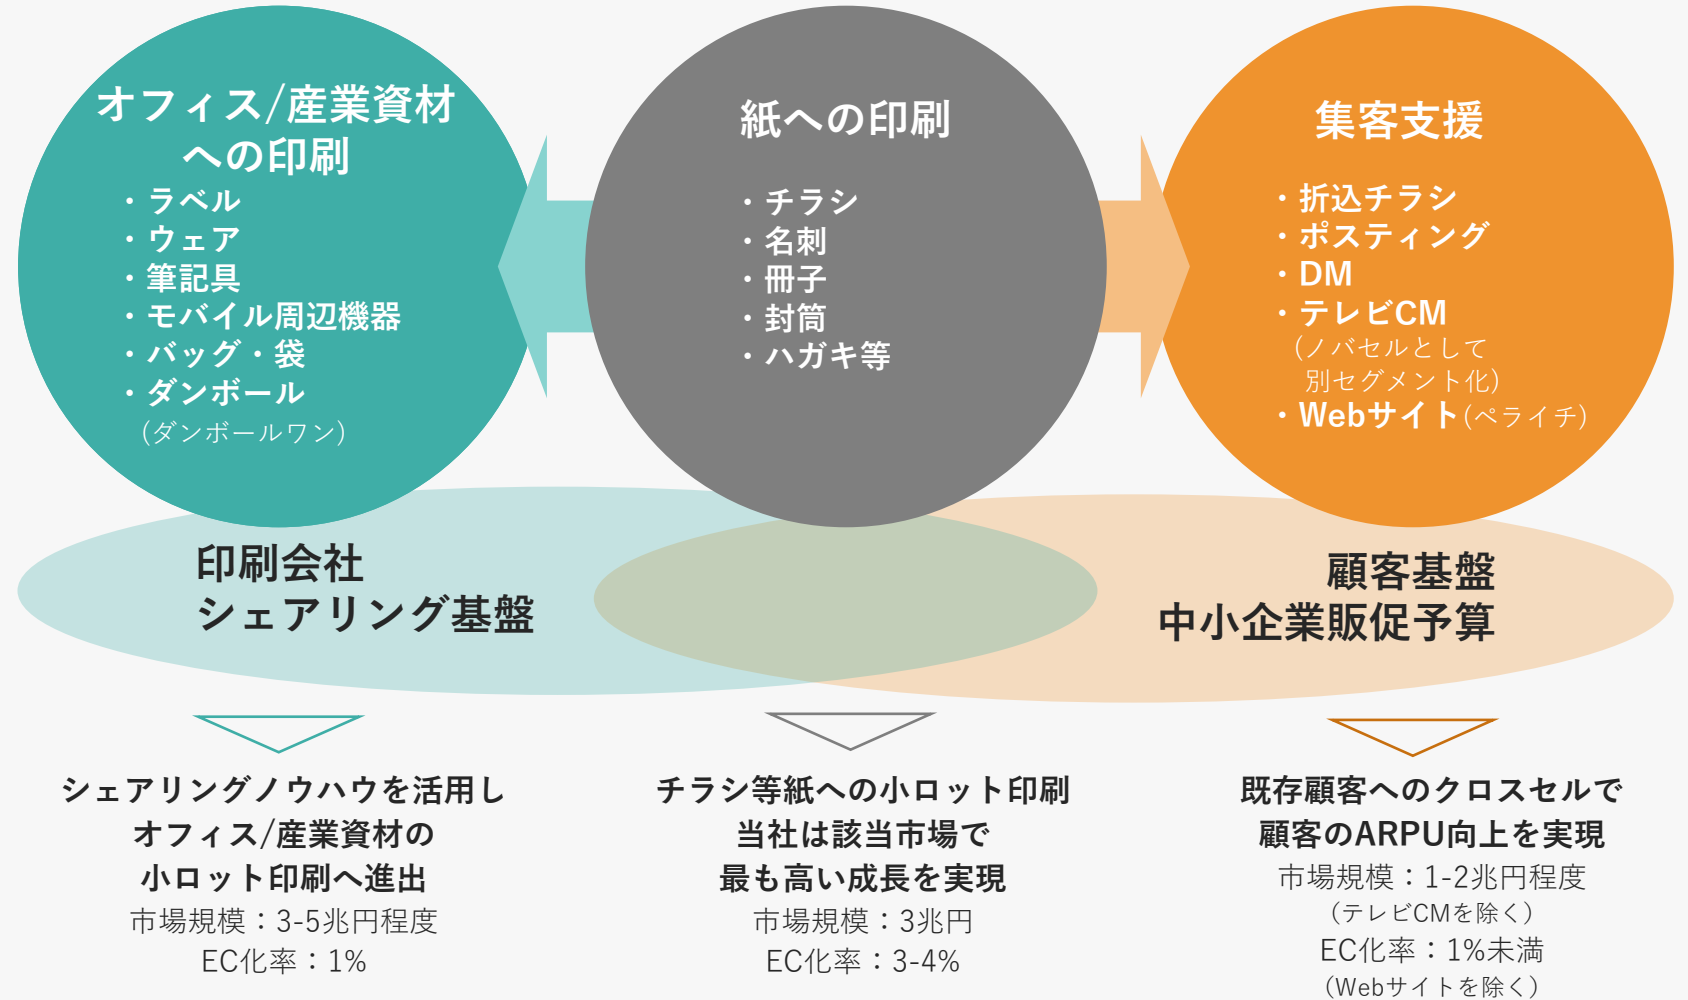 オフィス/産業資材
への印刷
・ラベル
・ウェア
・筆記具
・モバイル周辺機器
・バッグ・袋
・ダンボール
(ダンボールワン)
紙への印刷
・チラシ
・名刺
・冊子
・封筒
・ハガキ等
集客支援
・折込チラシ
・ポスティング
・DM
・テレビCM
(ノバセルとして
別セグメント化)
・Webサイト(ペライチ)
印刷会社
シェアリング基盤
顧客基盤
中小企業販促予算
シェアリングノウハウを活用し
オフィス/産業資材の
小ロット印刷へ進出
市場規模：3-5兆円程度
EC化率：1%
チラシ等紙への小ロット印刷
当社は該当市場で
最も高い成長を実現
市場規模：3兆円
EC化率：3-4%
既存顧客へのクロスセルで
顧客のARPU向上を実現
市場規模：1-2兆円程度
(テレビCMを除く)
EC化率：1%未満
(Webサイトを除く)